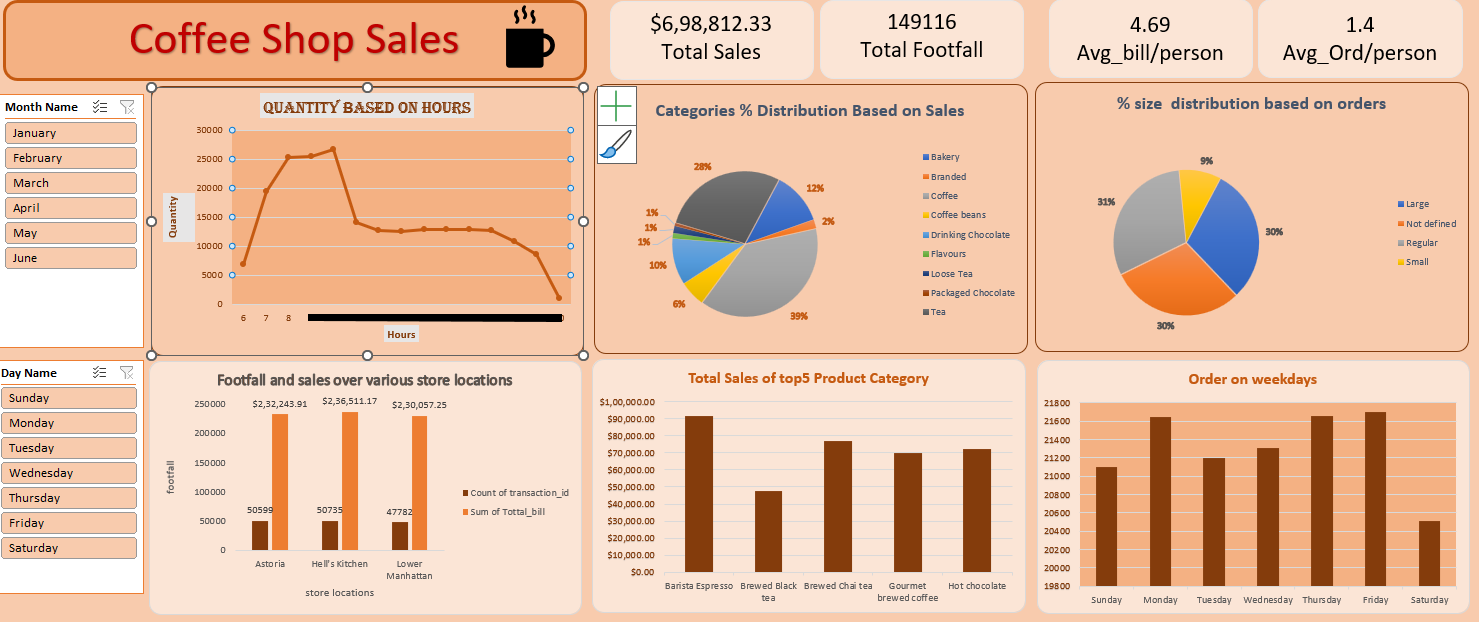 Coffee Shop Sales
$6,98,812.33
Total Sales
149116
Total Footfall
4.69
Avg_bill/person
1.4
Avg_Ord/person
Month Name
January
February
March
April
May
June
QUANTITY BASED ON HOURS
30000
25000
20000
15000
10000
5000
0
Quantity
6 7 8
Hours
Categories % Distribution Based on Sales
28%
12%
2%
1%
1%
1%
10%
6%
39%
Bakery
Branded
Coffee
Coffee beans
Drinking Chocolate
Flavours
Loose Tea
Packaged Chocolate
Tea
% size distribution based on orders
9%
31%
30%
30%
Large
Not defined
Regular
Small
Day Name
Sunday
Monday
Tuesday
Wednesday
Thursday
Friday
Saturday
Footfall and sales over various store locations
250000
200000
150000
100000
50000
0
footfall
$2,32,243.91
$2,36,511.17
$2,30,057.25
50599
50735
47782
Astoria
Hell's Kitchen
Lower
Manhattan
store locations
Count of transaction_id
Sum of Tottal_bill
Total Sales of top5 Product Category
$1,00,000.00
$90,000.00
$80,000.00
$70,000.00
$60,000.00
$50,000.00
$40,000.00
$30,000.00
$20,000.00
$10,000.00
$0.00
Barista Espresso
Brewed Black
tea
Brewed Chai tea
Gourmet
brewed coffee
Hot chocolate
Order on weekdays
21800
21600
21400
21200
21000
20800
20600
20400
20200
20000
19800
Sunday
Monday
Tuesday
Wednesday
Thursday
Friday
Saturday